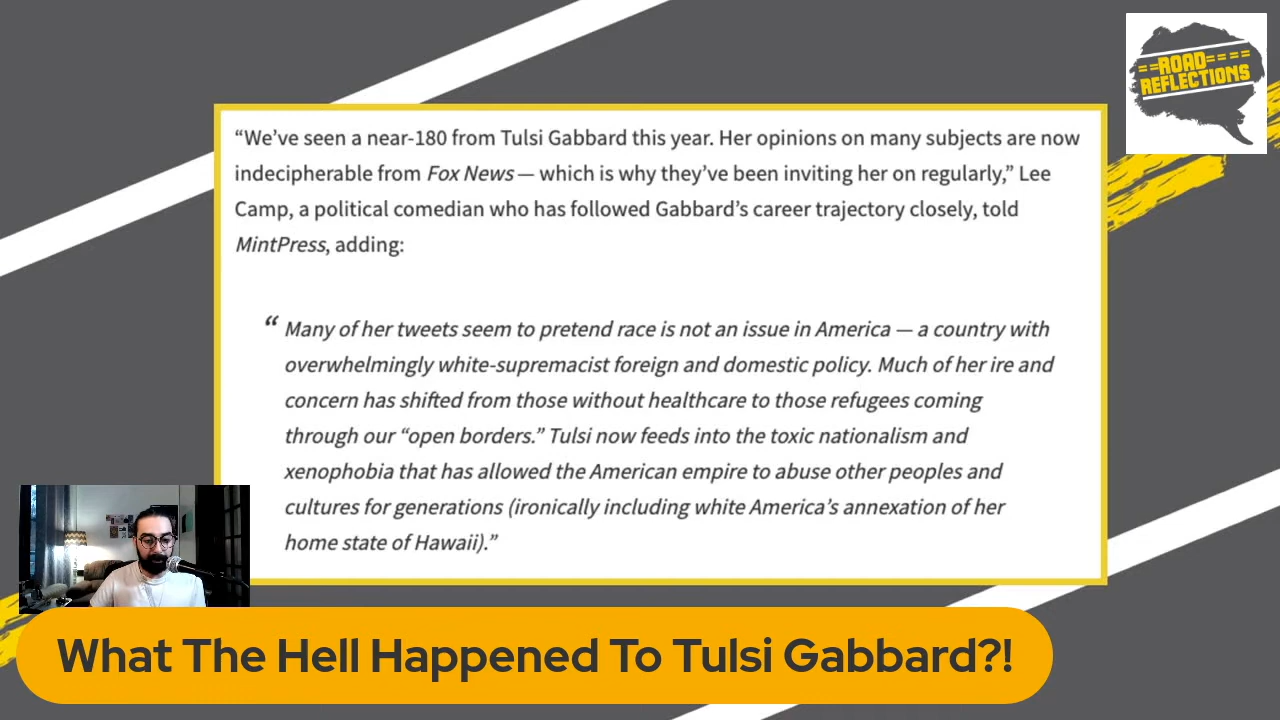 ==ROAD====
REFLECTIONS
“We’ve seen a near-180 from Tulsi Gabbard this year. Her opinions on many subjects are now
indecipherable from Fox News — which is why they’ve been inviting her on regularly,” Lee
Camp, a political comedian who has followed Gabbard’s career trajectory closely, told
MintPress, adding:
“ Many of her tweets seem to pretend race is not an issue in America — a country with
overwhelmingly white-supremacist foreign and domestic policy. Much of her ire and
concern has shifted from those without healthcare to those refugees coming
through our “open borders.” Tulsi now feeds into the toxic nationalism and
xenophobia that has allowed the American empire to abuse other peoples and
cultures for generations (ironically including white America’s annexation of her
home state of Hawaii).”
What The Hell Happened To Tulsi Gabbard?!